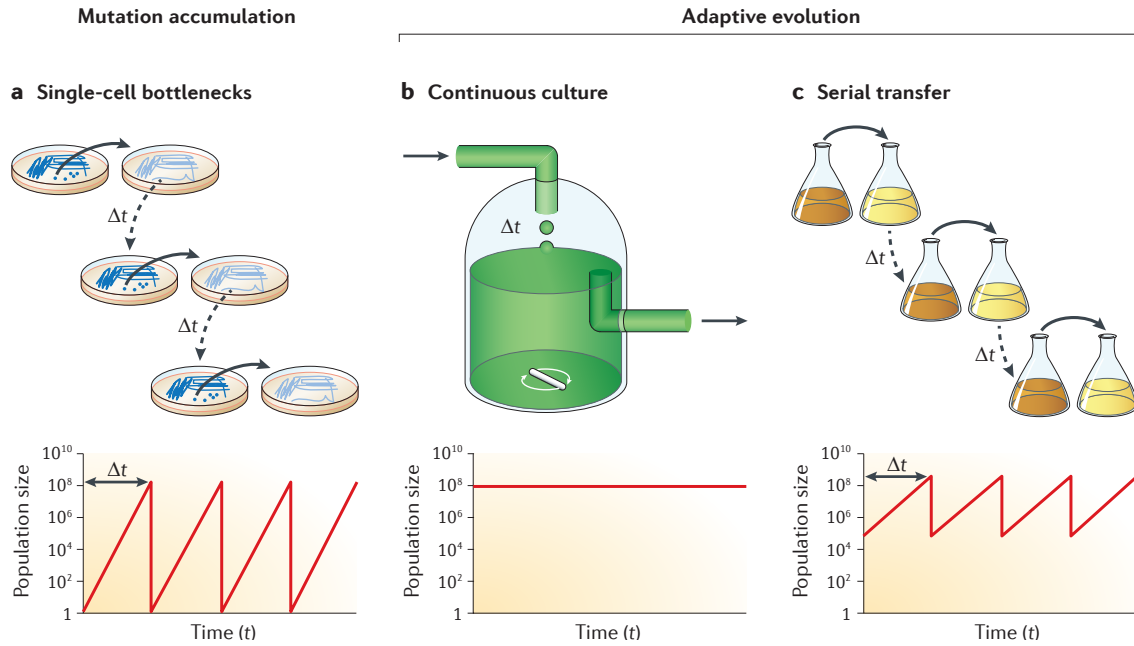 Mutation accumulation
Adaptive evolution
a Single-cell bottlenecks
b Continuous culture
c Serial transfer
Δt
Δt
Δt
Δt
Δt
Population size
10¹⁰
10⁸
10⁶
10⁴
10²
1
Δt
Time (t)
Population size
10¹⁰
10⁸
10⁶
10⁴
10²
1
Time (t)
Population size
10¹⁰
10⁸
10⁶
10⁴
10²
1
Δt
Time (t)